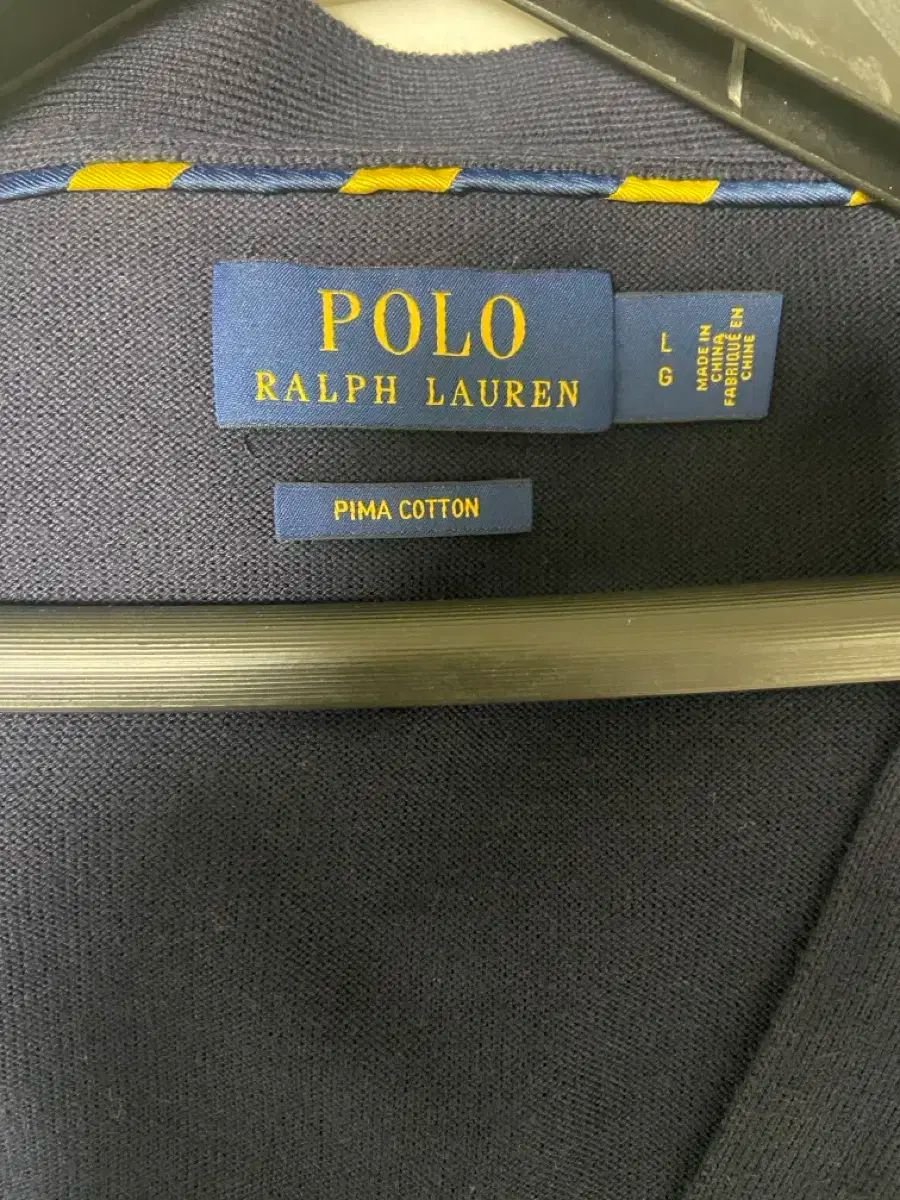 POLO
RALPH LAUREN
L
G
MADE IN
CHINA
FABRIQUÉ EN
CHINE
PIMA COTTON